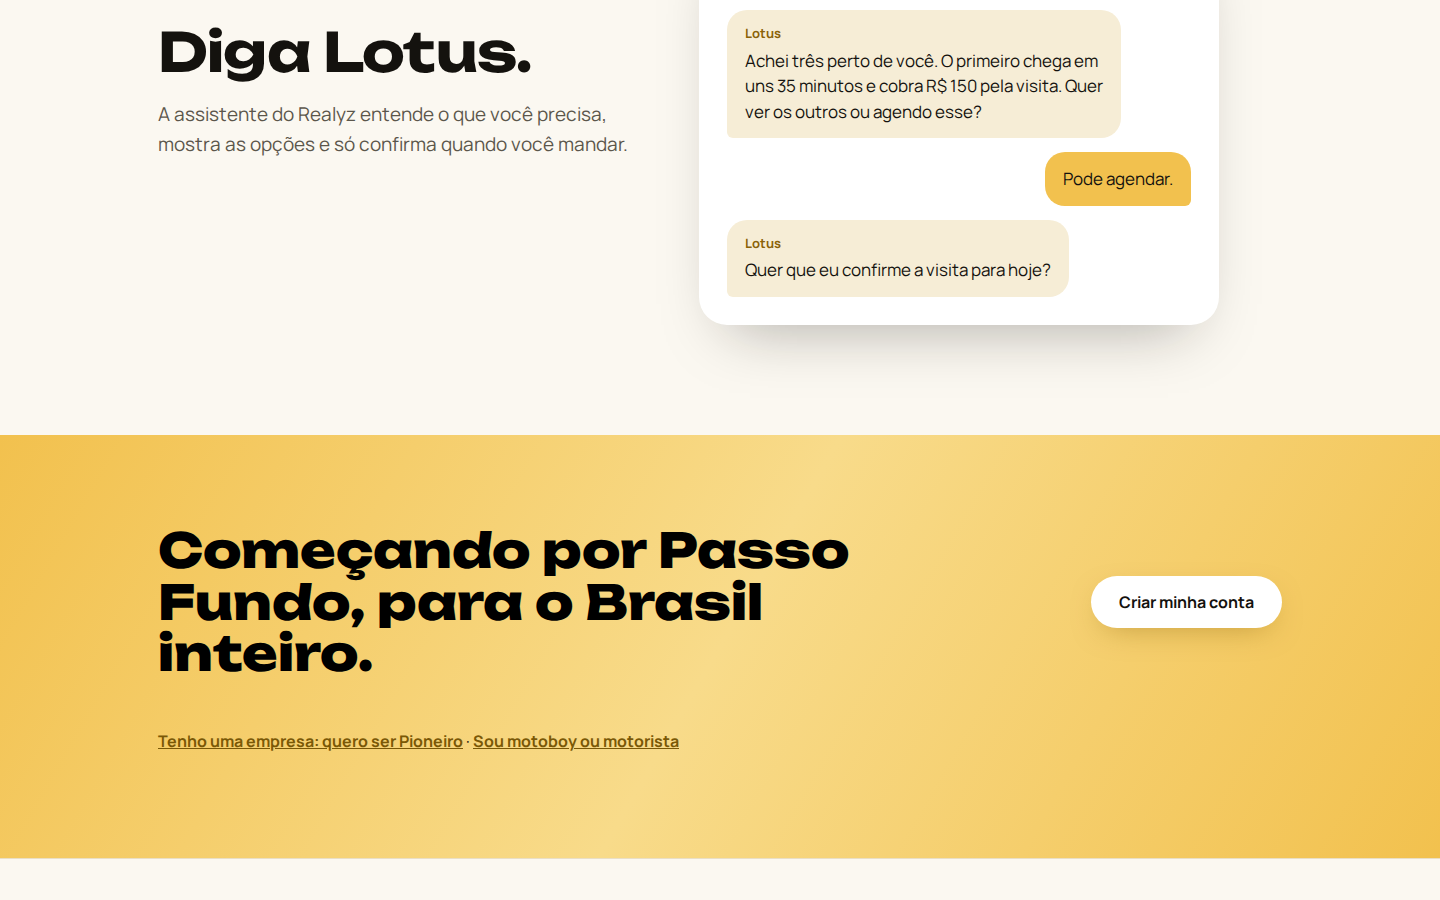 Diga Lotus.
A assistente do Realyz entende o que você precisa,
mostra as opções e só confirma quando você mandar.
Lotus
Achei três perto de você. O primeiro chega em
uns 35 minutos e cobra R$ 150 pela visita. Quer
ver os outros ou agendo esse?
Pode agendar.
Lotus
Quer que eu confirme a visita para hoje?
Começando por Passo
Fundo, para o Brasil
inteiro.
Criar minha conta
Tenho uma empresa: quero ser Pioneiro · Sou motoboy ou motorista